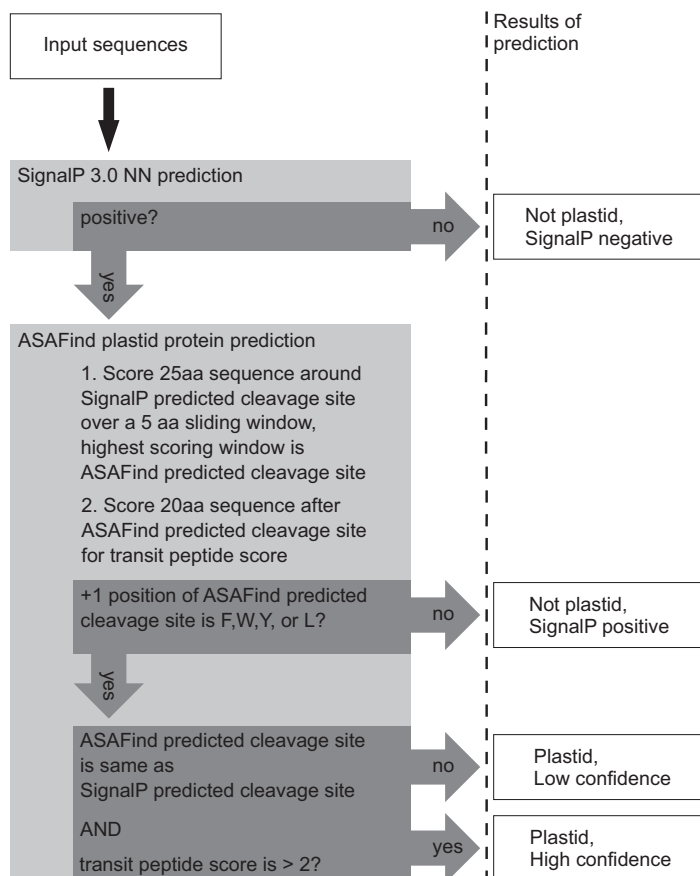 Input sequences
Results of
prediction
SignalP 3.0 NN prediction
positive?
no
Not plastid,
SignalP negative
yes
ASAFind plastid protein prediction
1. Score 25aa sequence around
SignalP predicted cleavage site
over a 5 aa sliding window,
highest scoring window is
ASAFind predicted cleavage site
2. Score 20aa sequence after
ASAFind predicted cleavage site
for transit peptide score
+1 position of ASAFind predicted
cleavage site is F,W,Y, or L?
no
Not plastid,
SignalP positive
yes
ASAFind predicted cleavage site
is same as
SignalP predicted cleavage site
no
Plastid,
Low confidence
AND
transit peptide score is > 2?
yes
Plastid,
High confidence